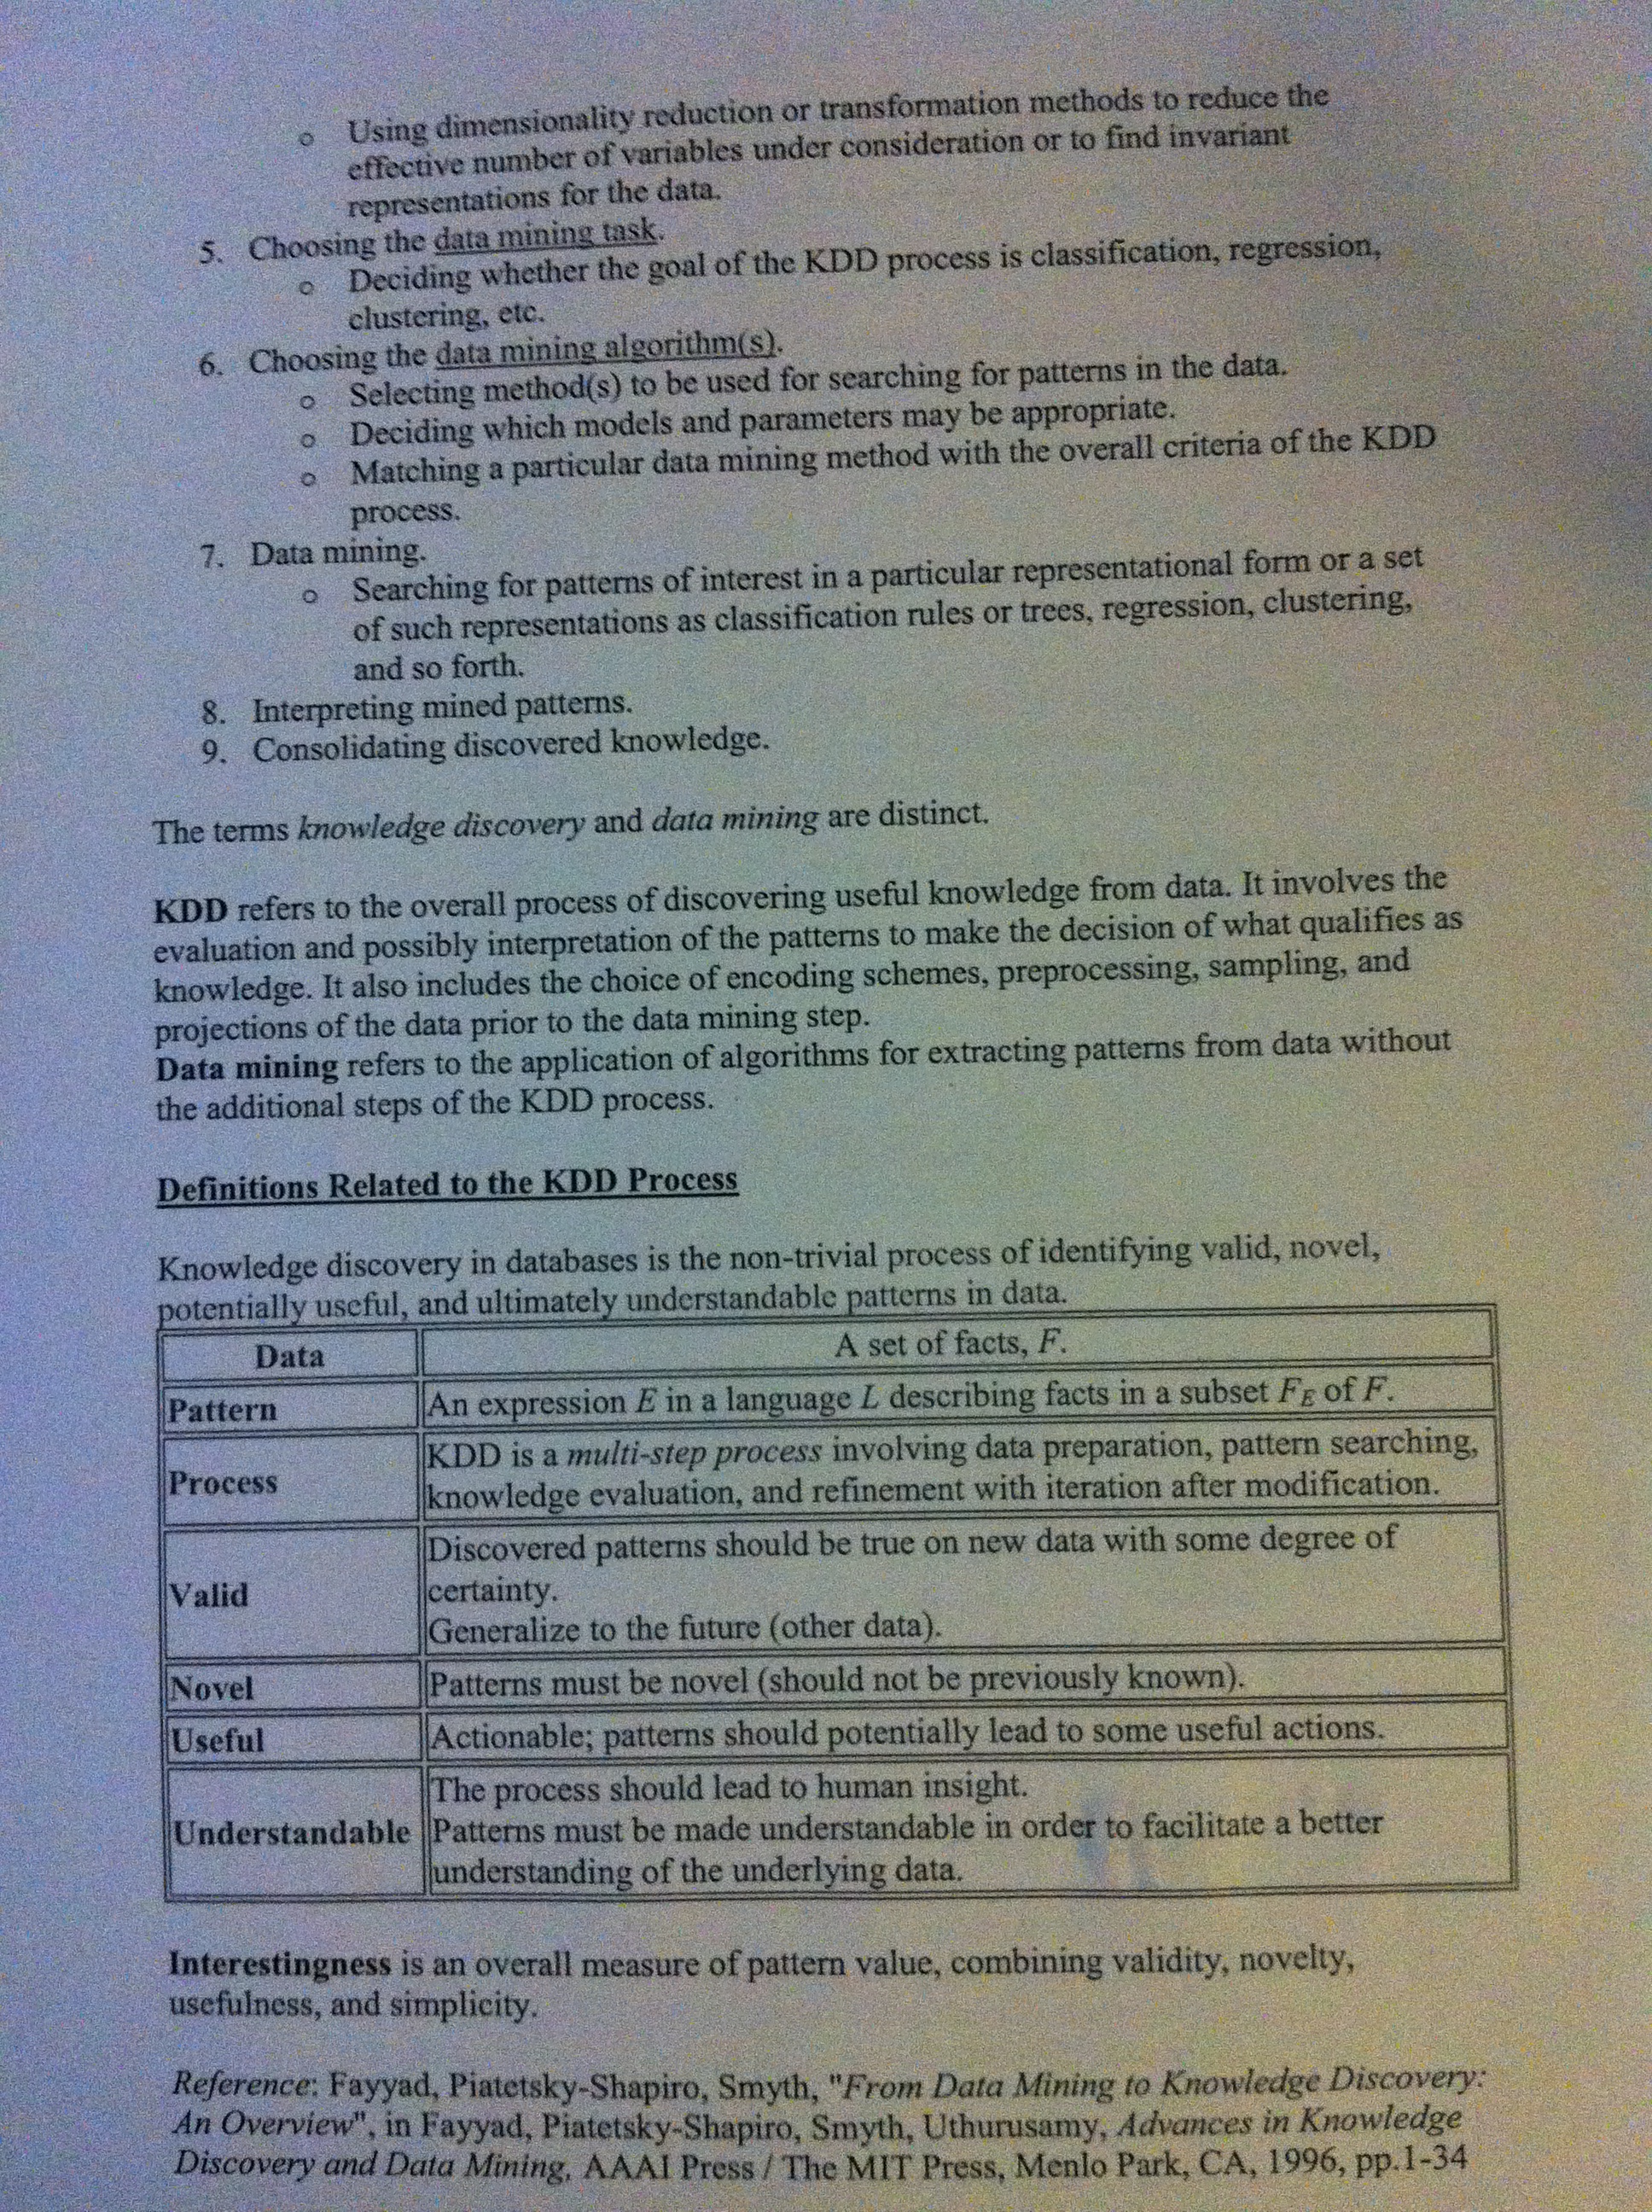 o Using dimensionality reduction or transformation methods to reduce the
effective number of variables under consideration or to find invariant
representations for the data.
5. Choosing the data mining task.
o Deciding whether the goal of the KDD process is classification, regression,
clustering, etc.
6. Choosing the data mining algorithm(s).
o Selecting method(s) to be used for searching for patterns in the data.
o Deciding which models and parameters may be appropriate.
o Matching a particular data mining method with the overall criteria of the KDD
process.
7. Data mining.
o Searching for patterns of interest in a particular representational form or a set
of such representations as classification rules or trees, regression, clustering,
and so forth.
8. Interpreting mined patterns.
9. Consolidating discovered knowledge.
The terms knowledge discovery and data mining are distinct.
KDD refers to the overall process of discovering useful knowledge from data. It involves the
evaluation and possibly interpretation of the patterns to make the decision of what qualifies as
knowledge. It also includes the choice of encoding schemes, preprocessing, sampling, and
projections of the data prior to the data mining step.
Data mining refers to the application of algorithms for extracting patterns from data without
the additional steps of the KDD process.
Definitions Related to the KDD Process
Knowledge discovery in databases is the non-trivial process of identifying valid, novel,
potentially useful, and ultimately understandable patterns in data.
Data A set of facts, F.
Pattern An expression E in a language L describing facts in a subset FE of F.
Process KDD is a multi-step process involving data preparation, pattern searching,
knowledge evaluation, and refinement with iteration after modification.
Valid Discovered patterns should be true on new data with some degree of
certainty.
Generalize to the future (other data).
Novel Patterns must be novel (should not be previously known).
Useful Actionable; patterns should potentially lead to some useful actions.
Understandable The process should lead to human insight.
Patterns must be made understandable in order to facilitate a better
understanding of the underlying data.
Interestingness is an overall measure of pattern value, combining validity, novelty,
usefulness, and simplicity.
Reference: Fayyad, Piatetsky-Shapiro, Smyth, "From Data Mining to Knowledge Discovery:
An Overview", in Fayyad, Piatetsky-Shapiro, Smyth, Uthurusamy, Advances in Knowledge
Discovery and Data Mining, AAAI Press / The MIT Press, Menlo Park, CA, 1996, pp.1-34